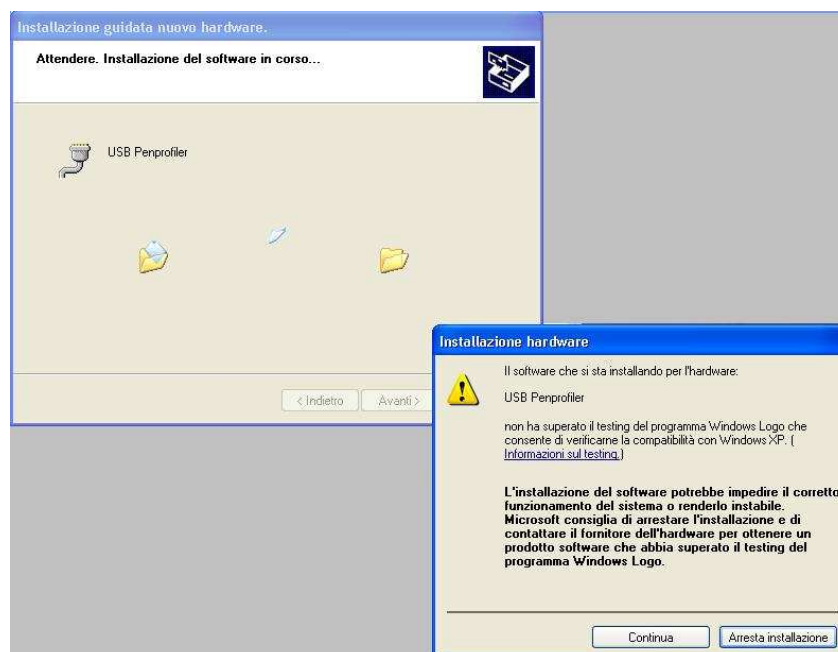 Installazione guidata nuovo hardware.
Attendere. Installazione del software in corso...
USB Penprofiler
< Indietro
Avanti >
Installazione hardware
Il software che si sta installando per l'hardware:
USB Penprofiler
non ha superato il testing del programma Windows Logo che
consente di verificarne la compatibilità con Windows XP. (
Informazioni sul testing.)
L'installazione del software potrebbe impedire il corretto
funzionamento del sistema o renderlo instabile.
Microsoft consiglia di arrestare l'installazione e di
contattare il fornitore dell'hardware per ottenere un
prodotto software che abbia superato il testing del
programma Windows Logo.
Continua
Arresta installazione